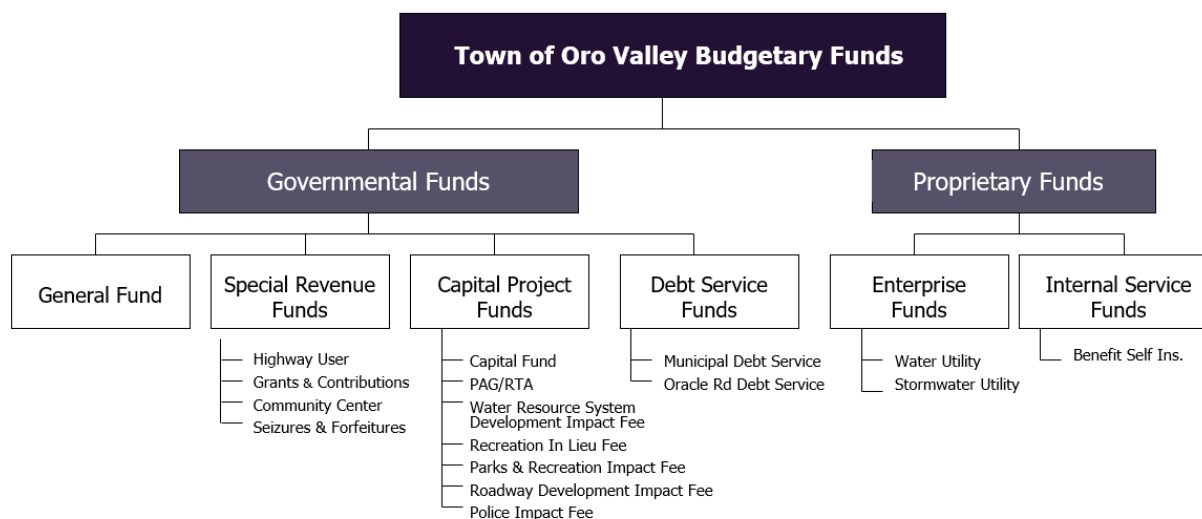 Town of Oro Valley Budgetary Funds
Governmental Funds
Proprietary Funds
General Fund
Special Revenue
Funds
Highway User
Grants & Contributions
Community Center
Seizures & Forfeitures
Capital Project
Funds
Capital Fund
PAG/RTA
Water Resource System
Development Impact Fee
Recreation In Lieu Fee
Parks & Recreation Impact Fee
Roadway Development Impact Fee
Police Impact Fee
Debt Service
Funds
Municipal Debt Service
Oracle Rd Debt Service
Enterprise
Funds
Water Utility
Stormwater Utility
Internal Service
Funds
Benefit Self Ins.